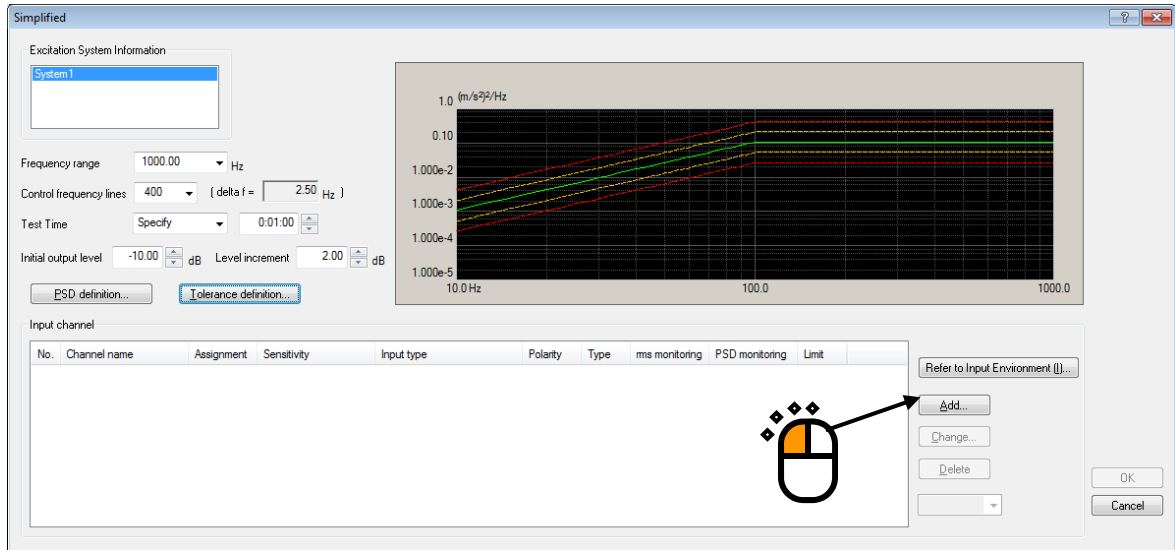 Simplified
Excitation System Information
System1
Frequency range 1000.00 Hz
Control frequency lines 400 ( delta f = 2.50 Hz )
Test Time Specify 0:01:00
Initial output level -10.00 dB Level increment 2.00 dB
PSD definition... Tolerance definition...
1.0 (m/s²)²/Hz
0.10
1.000e-2
1.000e-3
1.000e-4
1.000e-5
10.0 Hz 100.0 1000.0
Input channel
No. Channel name Assignment Sensitivity Input type Polarity Type rms monitoring PSD monitoring Limit
Refer to Input Environment (I)...
Add...
Change...
Delete
OK
Cancel